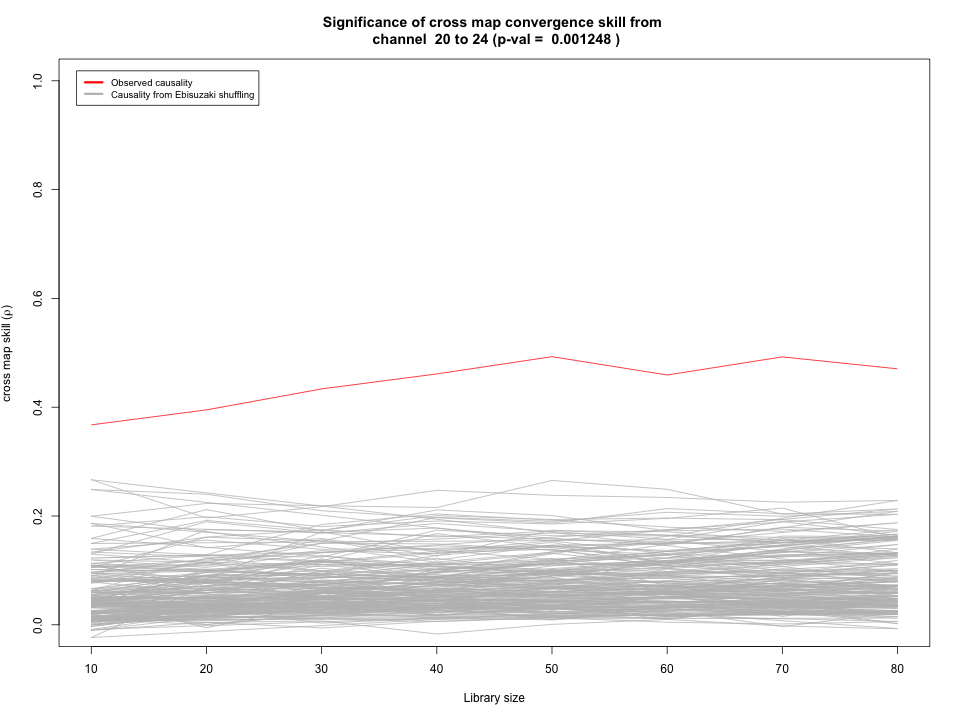 Significance of cross map convergence skill from
channel  20 to 24 (p-val =  0.001248 )
Observed causality
Causality from Ebisuzaki shuffling
cross map skill (ρ)
1.0
0.8
0.6
0.4
0.2
0.0
10 20 30 40 50 60 70 80
Library size